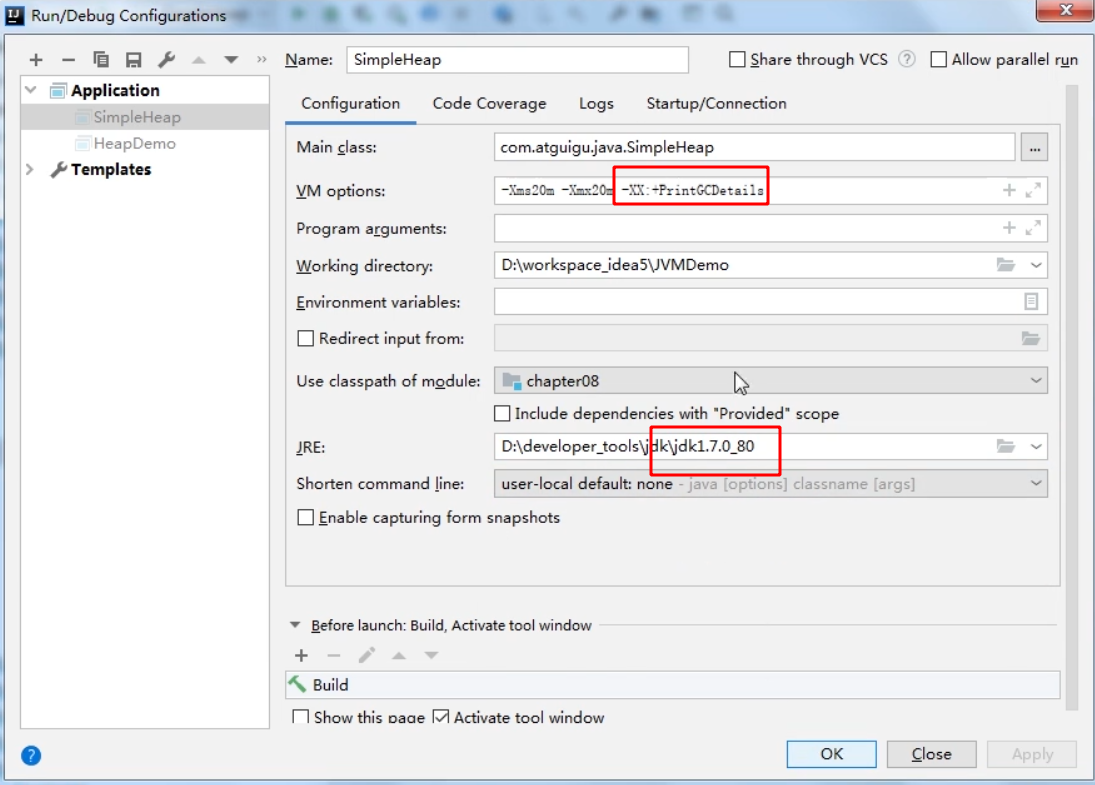 Run/Debug Configurations
Name: SimpleHeap
Share through VCS
Allow parallel run
Application
SimpleHeap
HeapDemo
Templates
Configuration Code Coverage Logs Startup/Connection
Main class: com.atguigu.java.SimpleHeap ...
VM options: -Xms20m -Xmx20m -XX:+PrintGCDetails
Program arguments:
Working directory: D:\workspace_idea5\JVMDemo
Environment variables:
Redirect input from:
Use classpath of module: chapter08
Include dependencies with "Provided" scope
JRE: D:\developer_tools\jdk\jdk1.7.0_80
Shorten command line: user-local default: none - java [options] classname [args]
Enable capturing form snapshots
Before launch: Build, Activate tool window
Build
Show this page Activate tool window
OK Close Apply